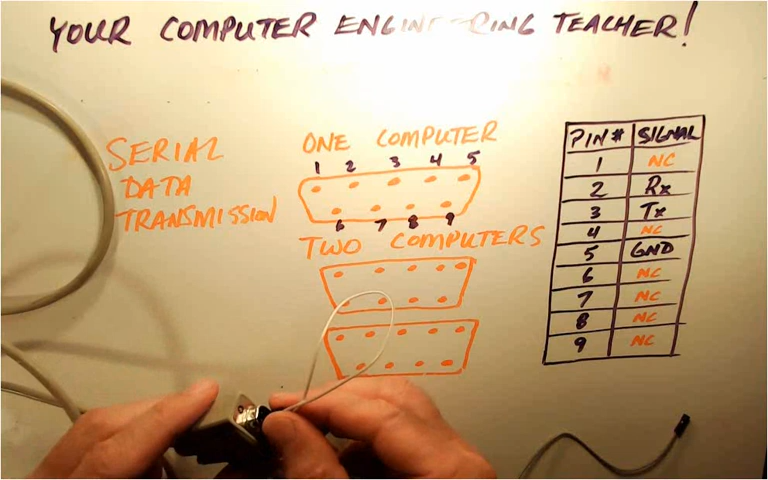 YOUR COMPUTER ENGINEERING TEACHER!
SERIAL
DATA
TRANSMISSION
ONE COMPUTER
1 2 3 4 5
6 7 8 9
TWO COMPUTERS
PIN# SIGNAL
1 NC
2 Rx
3 Tx
4 NC
5 GND
6 NC
7 NC
8 NC
9 NC